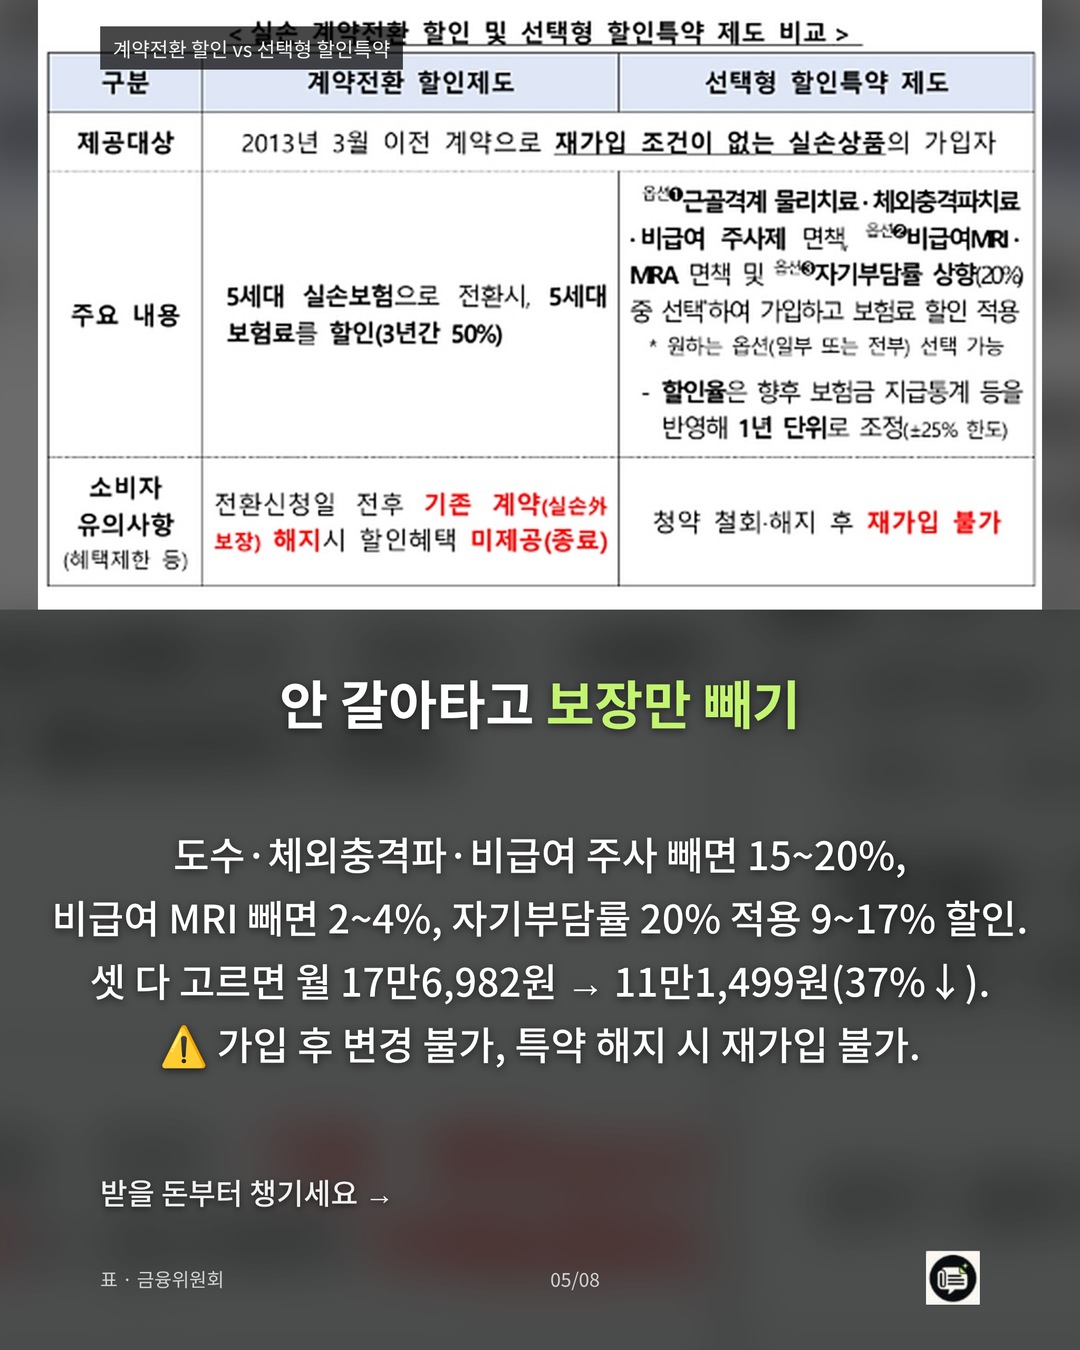 < 실손 계약전환 할인 및 선택형 할인특약 제도 비교 >
계약전환 할인 vs 선택형 할인특약
구분 계약전환 할인제도 선택형 할인특약 제도
제공대상 2013년 3월 이전 계약으로 재가입 조건이 없는 실손상품의 가입자
주요 내용
5세대 실손보험으로 전환시, 5세대
보험료를 할인(3년간 50%)
옵션❶근골격계 물리치료·체외충격파치료
·비급여 주사제 면책, 옵션❷비급여MRI·
MRA 면책 및 옵션❸자기부담률 상향(20%)
중 선택*하여 가입하고 보험료 할인 적용
* 원하는 옵션(일부 또는 전부) 선택 가능
- 할인율은 향후 보험금 지급통계 등을
반영해 1년 단위로 조정(±25% 한도)
소비자
유의사항
(혜택제한 등)
전환신청일 전후 기존 계약(실손外
보장) 해지시 할인혜택 미제공(종료)
청약 철회·해지 후 재가입 불가
안 갈아타고 보장만 빼기
도수·체외충격파·비급여 주사 빼면 15~20%,
비급여 MRI 빼면 2~4%, 자기부담률 20% 적용 9~17% 할인.
셋 다 고르면 월 17만6,982원 → 11만1,499원(37%↓).
⚠️ 가입 후 변경 불가, 특약 해지 시 재가입 불가.
받을 돈부터 챙기세요 →
표 · 금융위원회
05/08